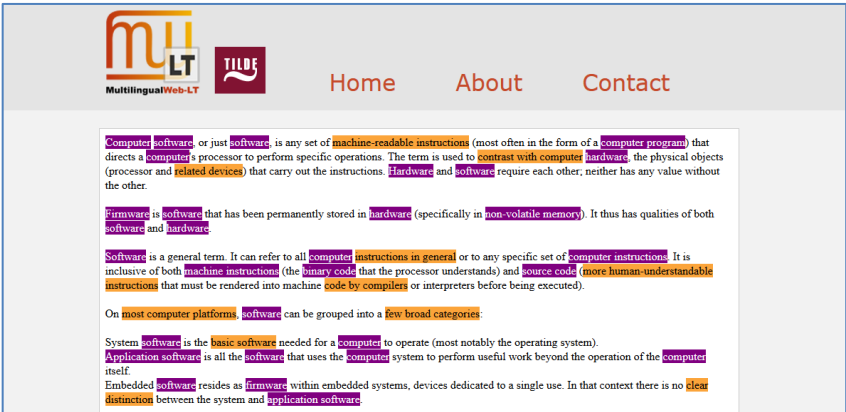 mu
LT
MultilingualWeb-LT
TILDE
Home About Contact
Computer software, or just software, is any set of machine-readable instructions (most often in the form of a computer program) that
directs a computer's processor to perform specific operations. The term is used to contrast with computer hardware, the physical objects
(processor and related devices) that carry out the instructions. Hardware and software require each other; neither has any value without
the other.
Firmware is software that has been permanently stored in hardware (specifically in non-volatile memory). It thus has qualities of both
software and hardware.
Software is a general term. It can refer to all computer instructions in general or to any specific set of computer instructions. It is
inclusive of both machine instructions (the binary code that the processor understands) and source code (more human-understandable
instructions that must be rendered into machine code by compilers or interpreters before being executed).
On most computer platforms, software can be grouped into a few broad categories:
System software is the basic software needed for a computer to operate (most notably the operating system).
Application software is all the software that uses the computer system to perform useful work beyond the operation of the computer
itself.
Embedded software resides as firmware within embedded systems, devices dedicated to a single use. In that context there is no clear
distinction between the system and application software.